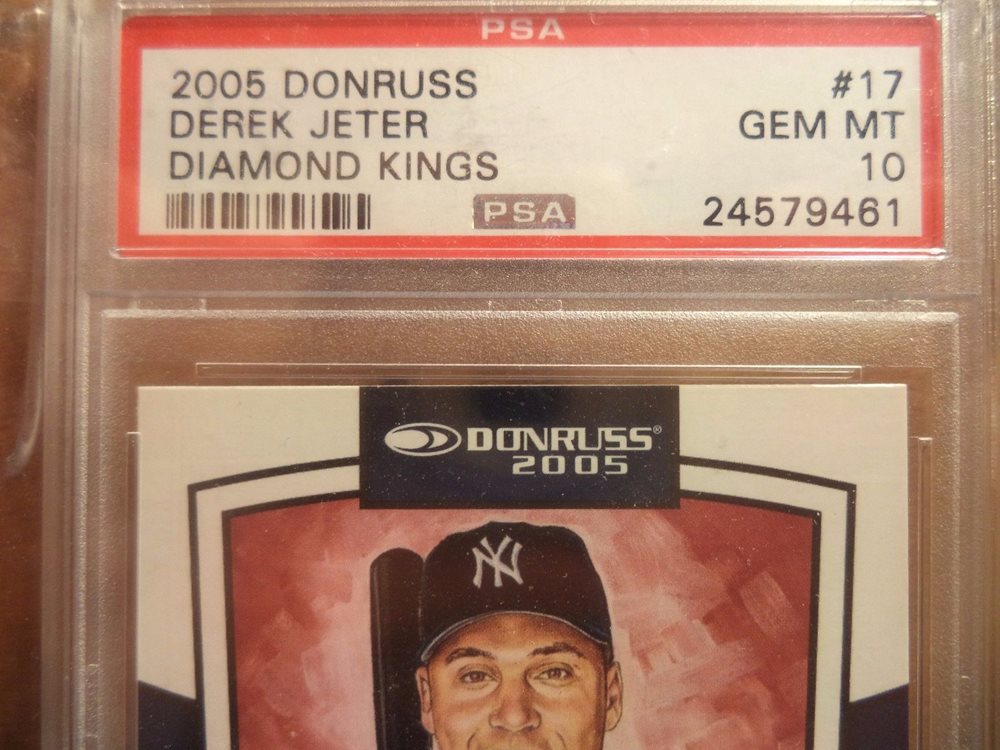 PSA
2005 DONRUSS #17
DEREK JETER GEM MT
DIAMOND KINGS 10
PSA 24579461
DONRUSS®
2005
NY